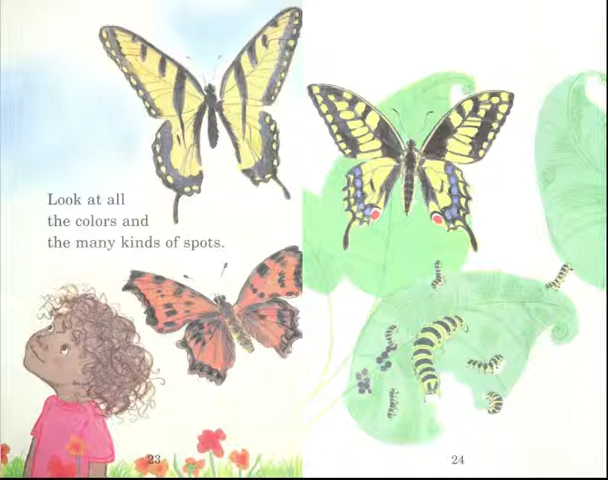 Look at all
the colors and
the many kinds of spots.
23
24